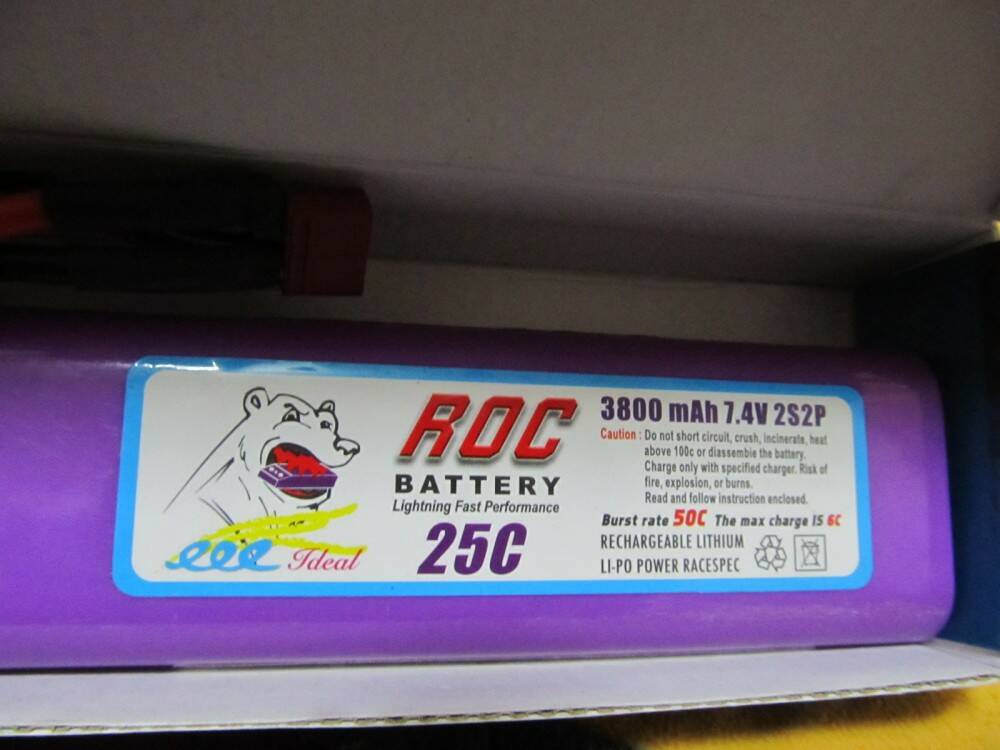 ROC
BATTERY
Lightning Fast Performance
25C
eee Ideal
3800 mAh 7.4V 2S2P
Caution : Do not short circuit, crush, incinerate, heat
above 100c or diassemble the battery.
Charge only with specified charger. Risk of
fire, explosion, or burns.
Read and follow instruction enclosed.
Burst rate 50C The max charge IS 6C
RECHARGEABLE LITHIUM
LI-PO POWER RACESPEC